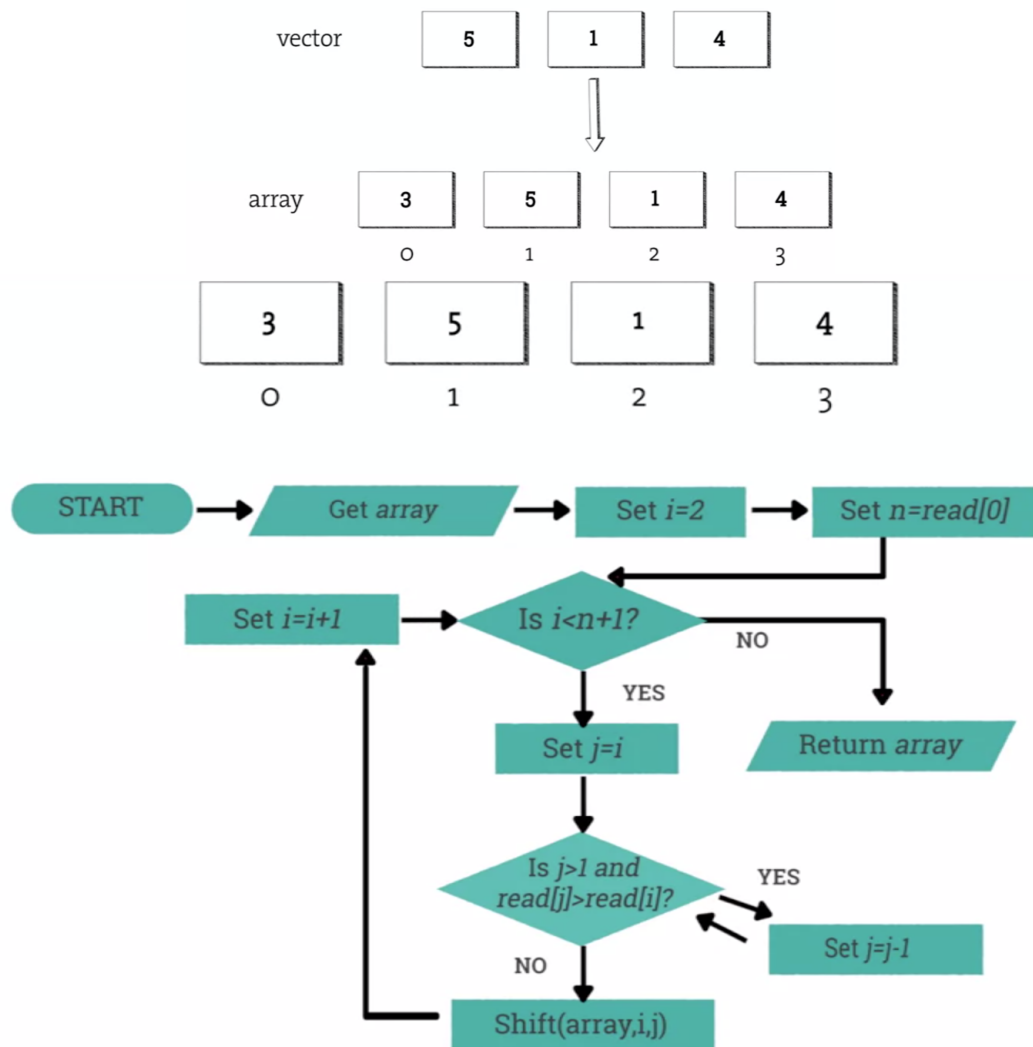 vector 5 1 4
array 3 5 1 4
0 1 2 3
3 5 1 4
0 1 2 3
START Get array Set i=2 Set n=read[0]
Set i=i+1 Is i<n+1?
NO
YES
Set j=i Return array
Is j>1 and
read[j]>read[i]?
YES
Set j=j-1
NO
Shift(array,i,j)